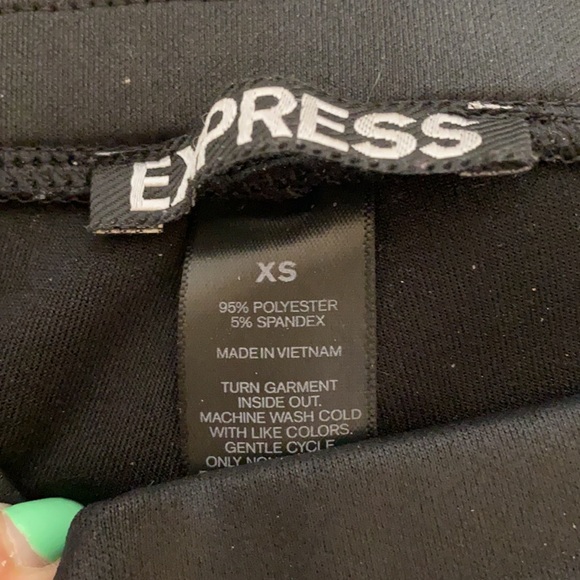 EXPRESS
XS
95% POLYESTER
5% SPANDEX
MADE IN VIETNAM
TURN GARMENT
INSIDE OUT.
MACHINE WASH COLD
WITH LIKE COLORS.
GENTLE CYCLE
ONLY